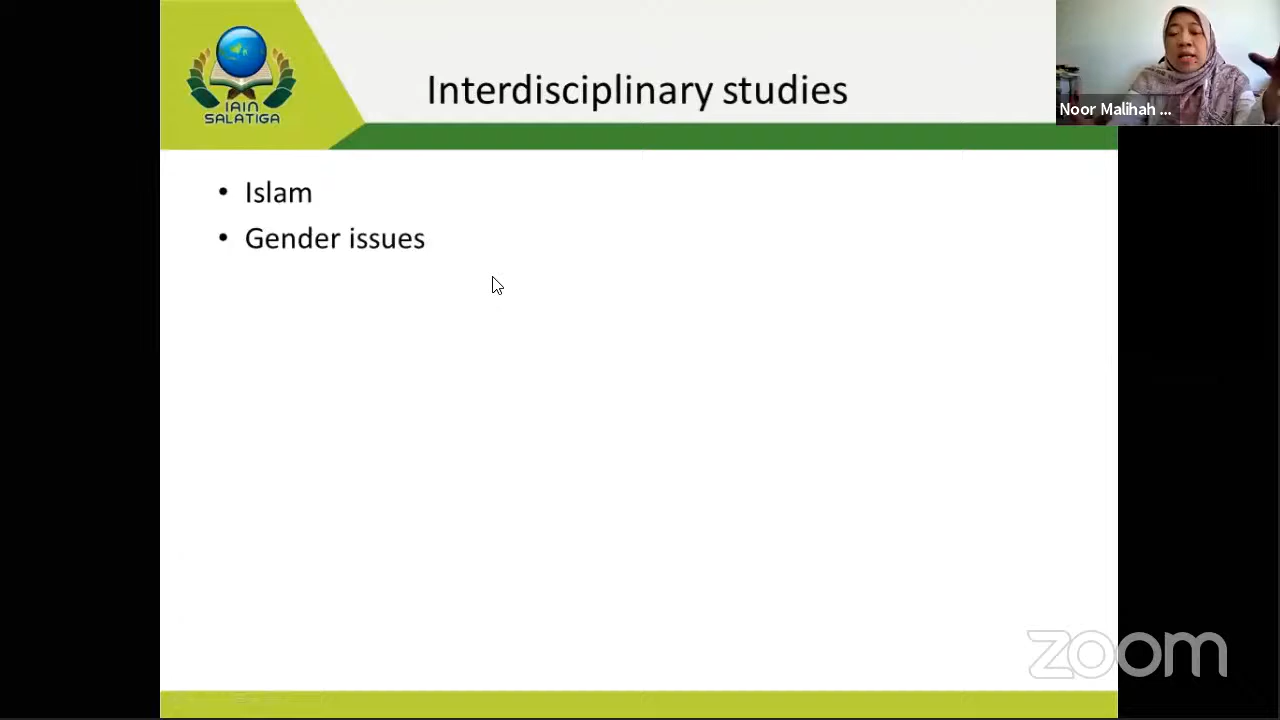 IAIN
SALATIGA
Interdisciplinary studies
Noor Malihah ...
• Islam
• Gender issues
zoom